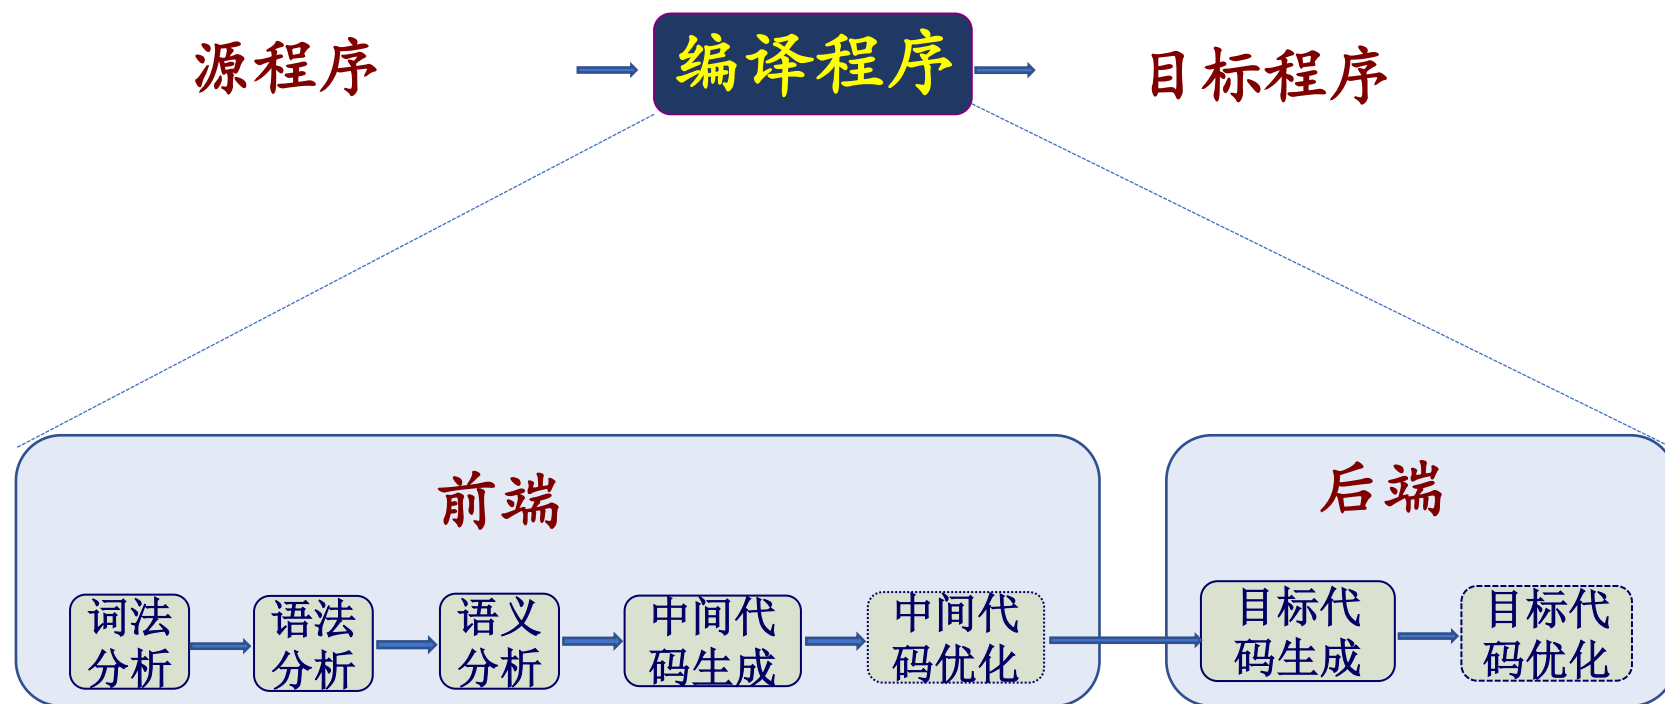 源程序
编译程序
目标程序
前端
后端
词法
分析
语法
分析
语义
分析
中间代
码生成
中间代
码优化
目标代
码生成
目标代
码优化